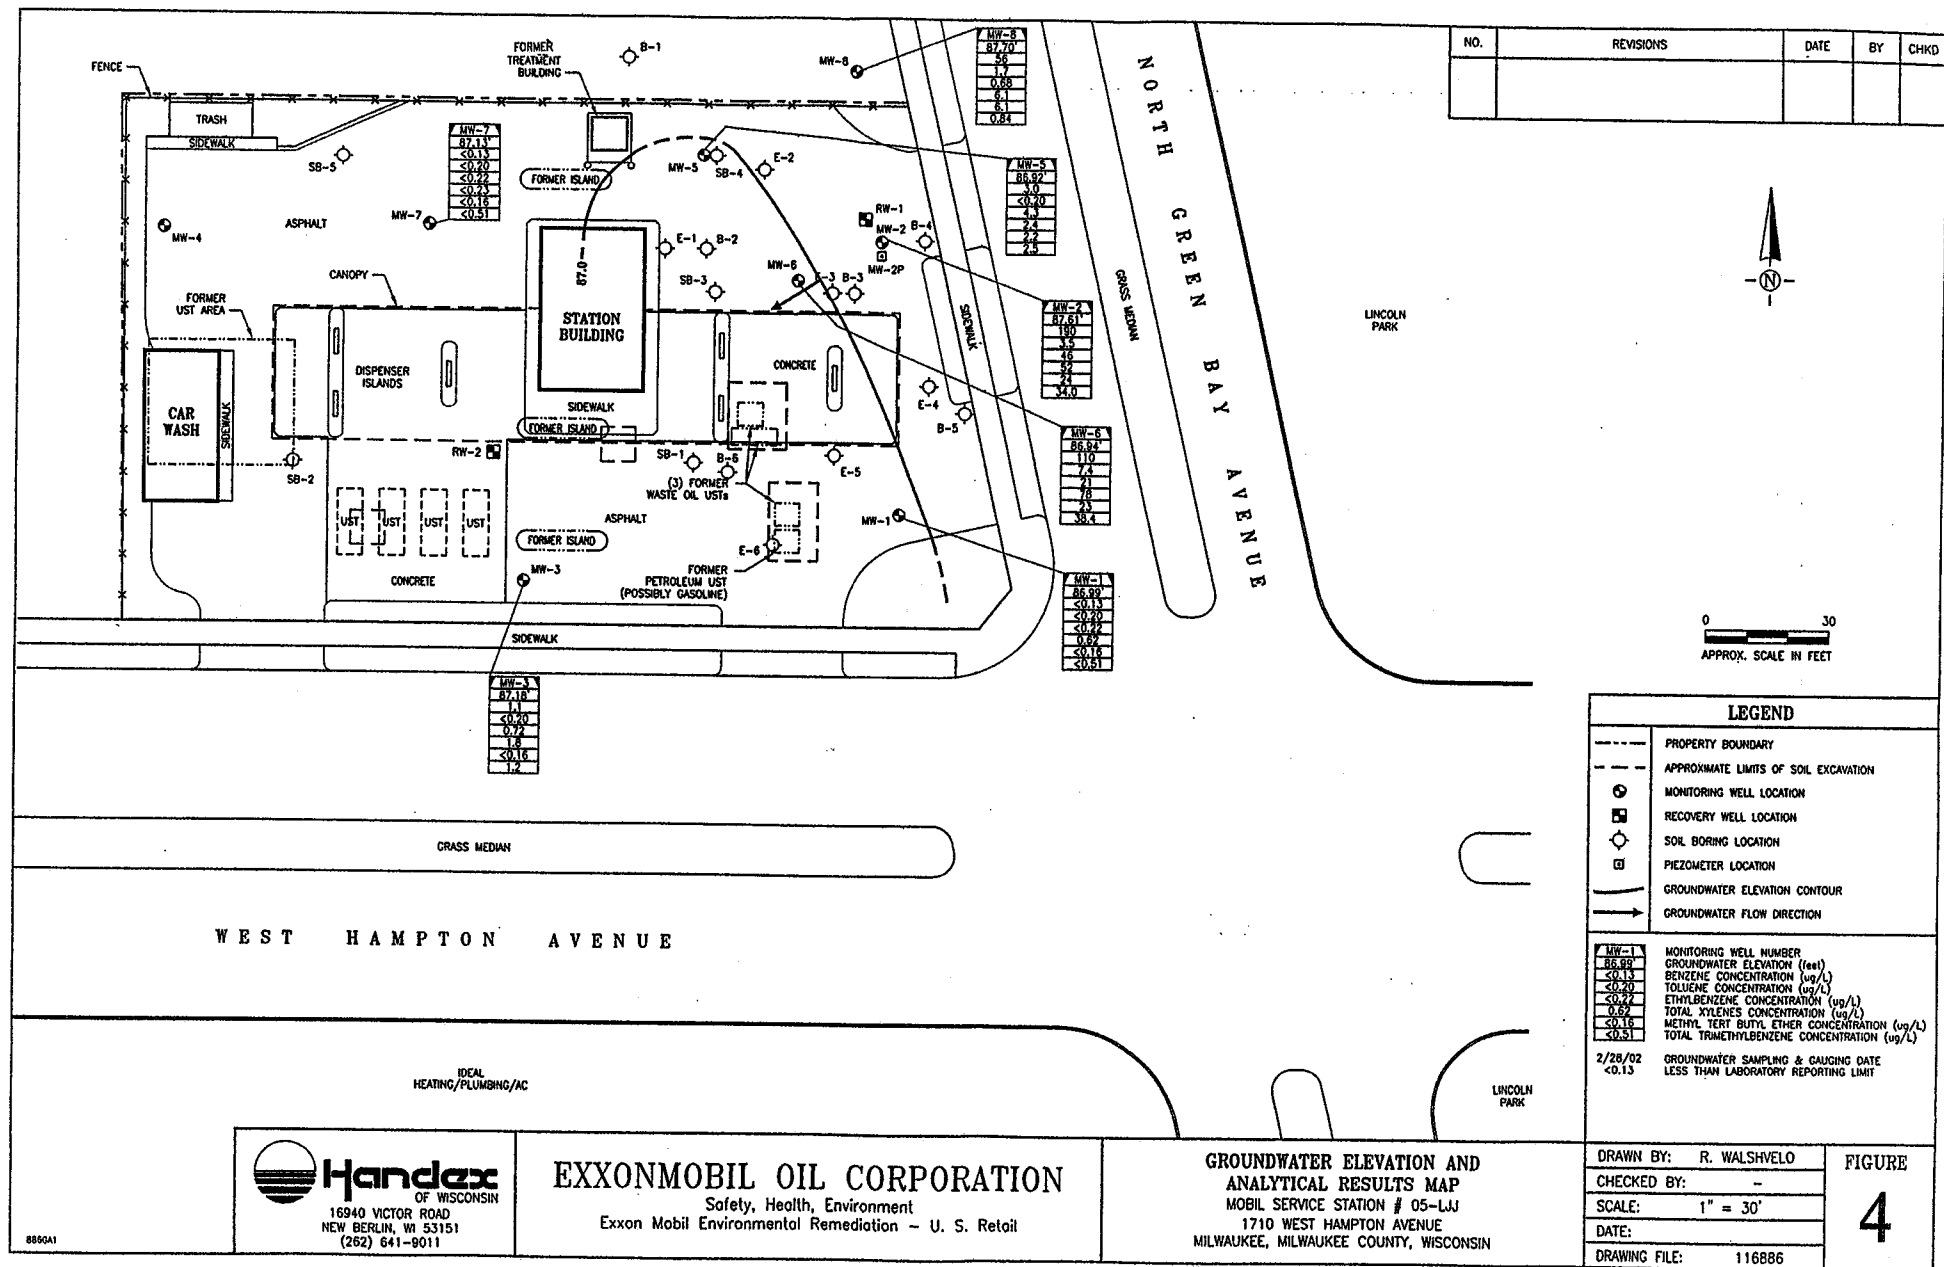 NO.
REVISIONS
DATE
BY
CHKD
FORMER
TREATMENT
BUILDING
B-1
FENCE
MW-8
MW-8
87.70'
56
1.7
0.68
6.1
6.1
0.84
TRASH
SIDEWALK
SB-5
MW-7
87.13'
<0.13
<0.20
<0.22
<0.23
<0.16
<0.51
MW-7
MW-5
SB-4
E-2
FORMER ISLAND
MW-5
86.92'
3.0
<0.20
4.3
2.4
2.2
2.5
MW-4
ASPHALT
RW-1
MW-2
B-4
MW-2P
E-1
B-2
87.0
CANOPY
FORMER
UST AREA
SB-3
MW-6
E-3
B-3
STATION
BUILDING
SIDEWALK
GRASS MEDIAN
NORTH GREEN BAY AVENUE
LINCOLN
PARK
N
MW-2
87.61'
190
3.5
46
52
24
34.0
DISPENSER
ISLANDS
CONCRETE
CAR
WASH
SIDEWALK
SIDEWALK
FORMER ISLAND
E-4
B-5
MW-6
86.94'
110
7.4
21
78
23
38.4
RW-2
SB-2
SB-1
B-6
E-5
(3) FORMER
WASTE OIL USTs
UST
UST
UST
UST
ASPHALT
MW-1
FORMER ISLAND
E-6
MW-3
CONCRETE
FORMER
PETROLEUM UST
(POSSIBLY GASOLINE)
MW-1
86.99'
<0.13
<0.20
<0.22
0.62
<0.16
<0.51
SIDEWALK
0 30
APPROX. SCALE IN FEET
MW-3
87.18'
1.1
<0.20
0.72
1.8
<0.16
1.2
GRASS MEDIAN
WEST HAMPTON AVENUE
IDEAL
HEATING/PLUMBING/AC
LINCOLN
PARK
LEGEND
PROPERTY BOUNDARY
APPROXIMATE LIMITS OF SOIL EXCAVATION
MONITORING WELL LOCATION
RECOVERY WELL LOCATION
SOIL BORING LOCATION
PIEZOMETER LOCATION
GROUNDWATER ELEVATION CONTOUR
GROUNDWATER FLOW DIRECTION
MW-1 MONITORING WELL NUMBER
86.99' GROUNDWATER ELEVATION (feet)
<0.13 BENZENE CONCENTRATION (ug/L)
<0.20 TOLUENE CONCENTRATION (ug/L)
<0.22 ETHYLBENZENE CONCENTRATION (ug/L)
0.62 TOTAL XYLENES CONCENTRATION (ug/L)
<0.16 METHYL TERT BUTYL ETHER CONCENTRATION (ug/L)
<0.51 TOTAL TRIMETHYLBENZENE CONCENTRATION (ug/L)
2/28/02 GROUNDWATER SAMPLING & GAUGING DATE
<0.13 LESS THAN LABORATORY REPORTING LIMIT
Handex
OF WISCONSIN
16940 VICTOR ROAD
NEW BERLIN, WI 53151
(262) 641-9011
EXXONMOBIL OIL CORPORATION
Safety, Health, Environment
Exxon Mobil Environmental Remediation - U. S. Retail
GROUNDWATER ELEVATION AND
ANALYTICAL RESULTS MAP
MOBIL SERVICE STATION # 05-LJJ
1710 WEST HAMPTON AVENUE
MILWAUKEE, MILWAUKEE COUNTY, WISCONSIN
DRAWN BY: R. WALSHVELO
CHECKED BY: -
SCALE: 1" = 30'
DATE:
DRAWING FILE: 116886
FIGURE
4